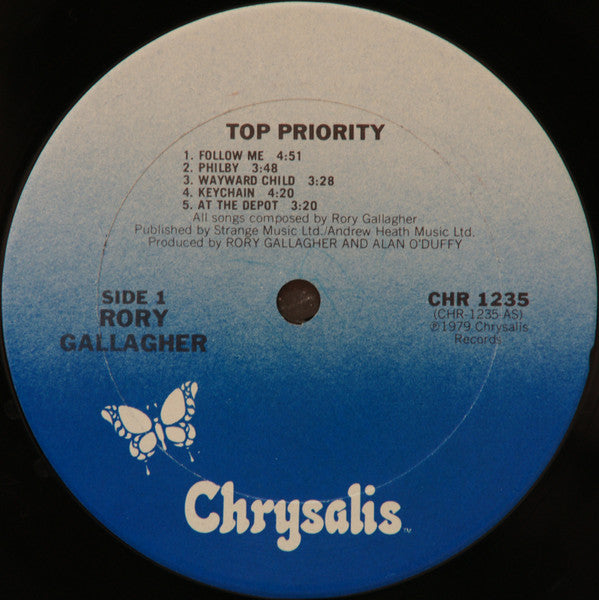 TOP PRIORITY
1. FOLLOW ME 4:51
2. PHILBY 3:48
3. WAYWARD CHILD 3:28
4. KEYCHAIN 4:20
5. AT THE DEPOT 3:20
All songs composed by Rory Gallagher
Published by Strange Music Ltd./Andrew Heath Music Ltd.
Produced by RORY GALLAGHER AND ALAN O'DUFFY
SIDE 1
RORY
GALLAGHER
CHR 1235
(CHR-1235 AS)
℗1979 Chrysalis
Records
Chrysalis™